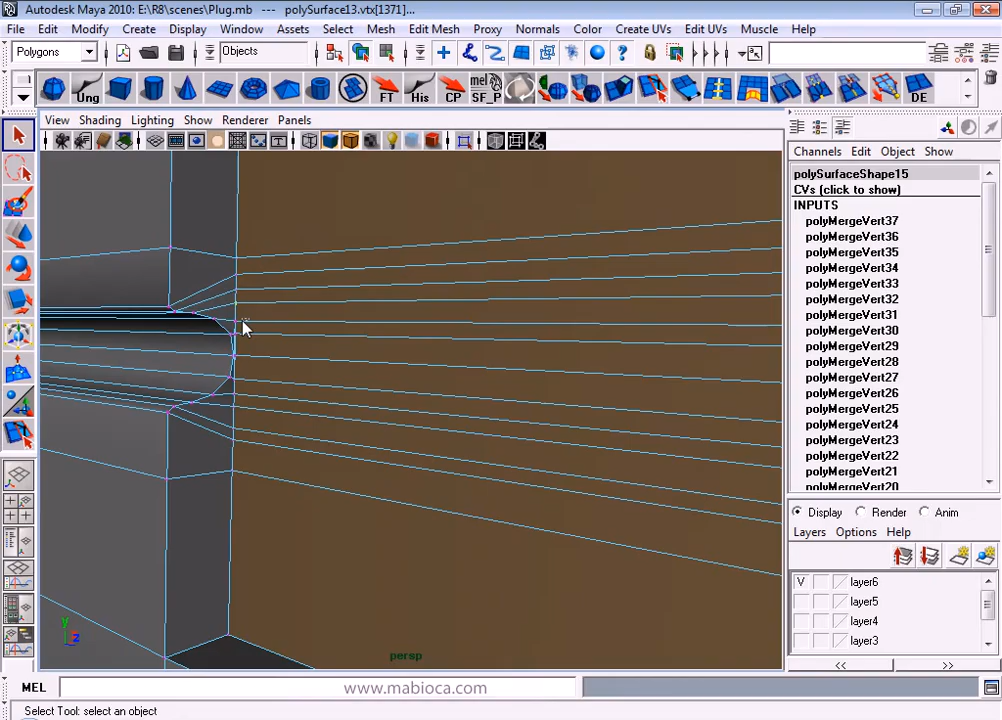 Autodesk Maya 2010: E:\R8\scenes\Plug.mb --- polySurface13.vtx[1371]...
File Edit Modify Create Display Window Assets Select Mesh Edit Mesh Proxy Normals Color Create UVs Edit UVs Muscle Help
Polygons Objects
Ung FT His CP mel SF_P DE
View Shading Lighting Show Renderer Panels
Channels Edit Object Show
polySurfaceShape15
CVs (click to show)
INPUTS
polyMergeVert37
polyMergeVert36
polyMergeVert35
polyMergeVert34
polyMergeVert33
polyMergeVert32
polyMergeVert31
polyMergeVert30
polyMergeVert29
polyMergeVert28
polyMergeVert27
polyMergeVert26
polyMergeVert25
polyMergeVert24
polyMergeVert23
polyMergeVert22
polyMergeVert21
polyMergeVert20
Display Render Anim
Layers Options Help
V layer6
layer5
layer4
layer3
<< >>
y
z
persp
MEL www.mabioca.com
Select Tool: select an object